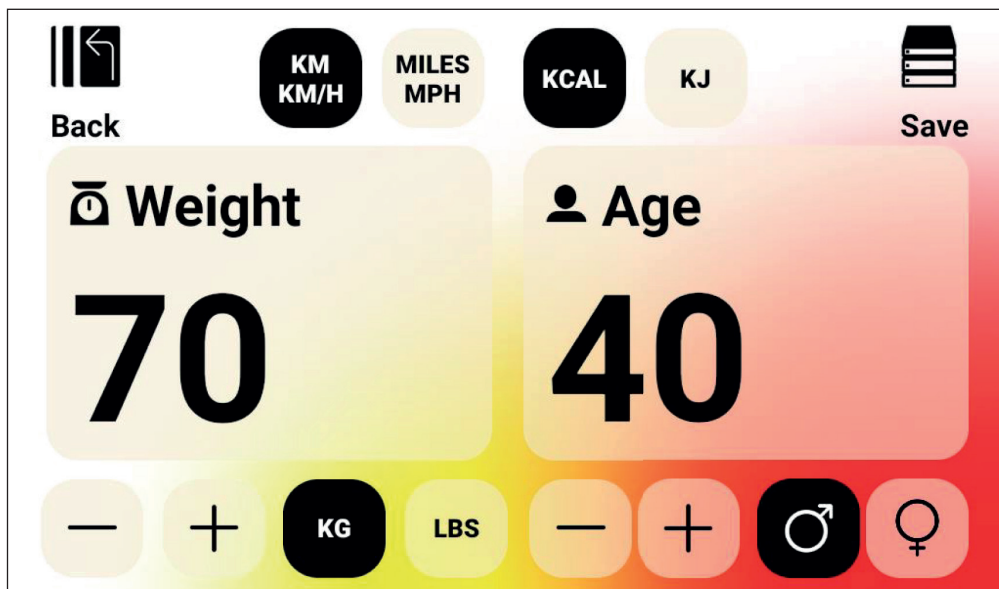 KM
KM/H
MILES
MPH
KCAL
KJ
Back
Save
Weight
Age
70
40
KG
LBS